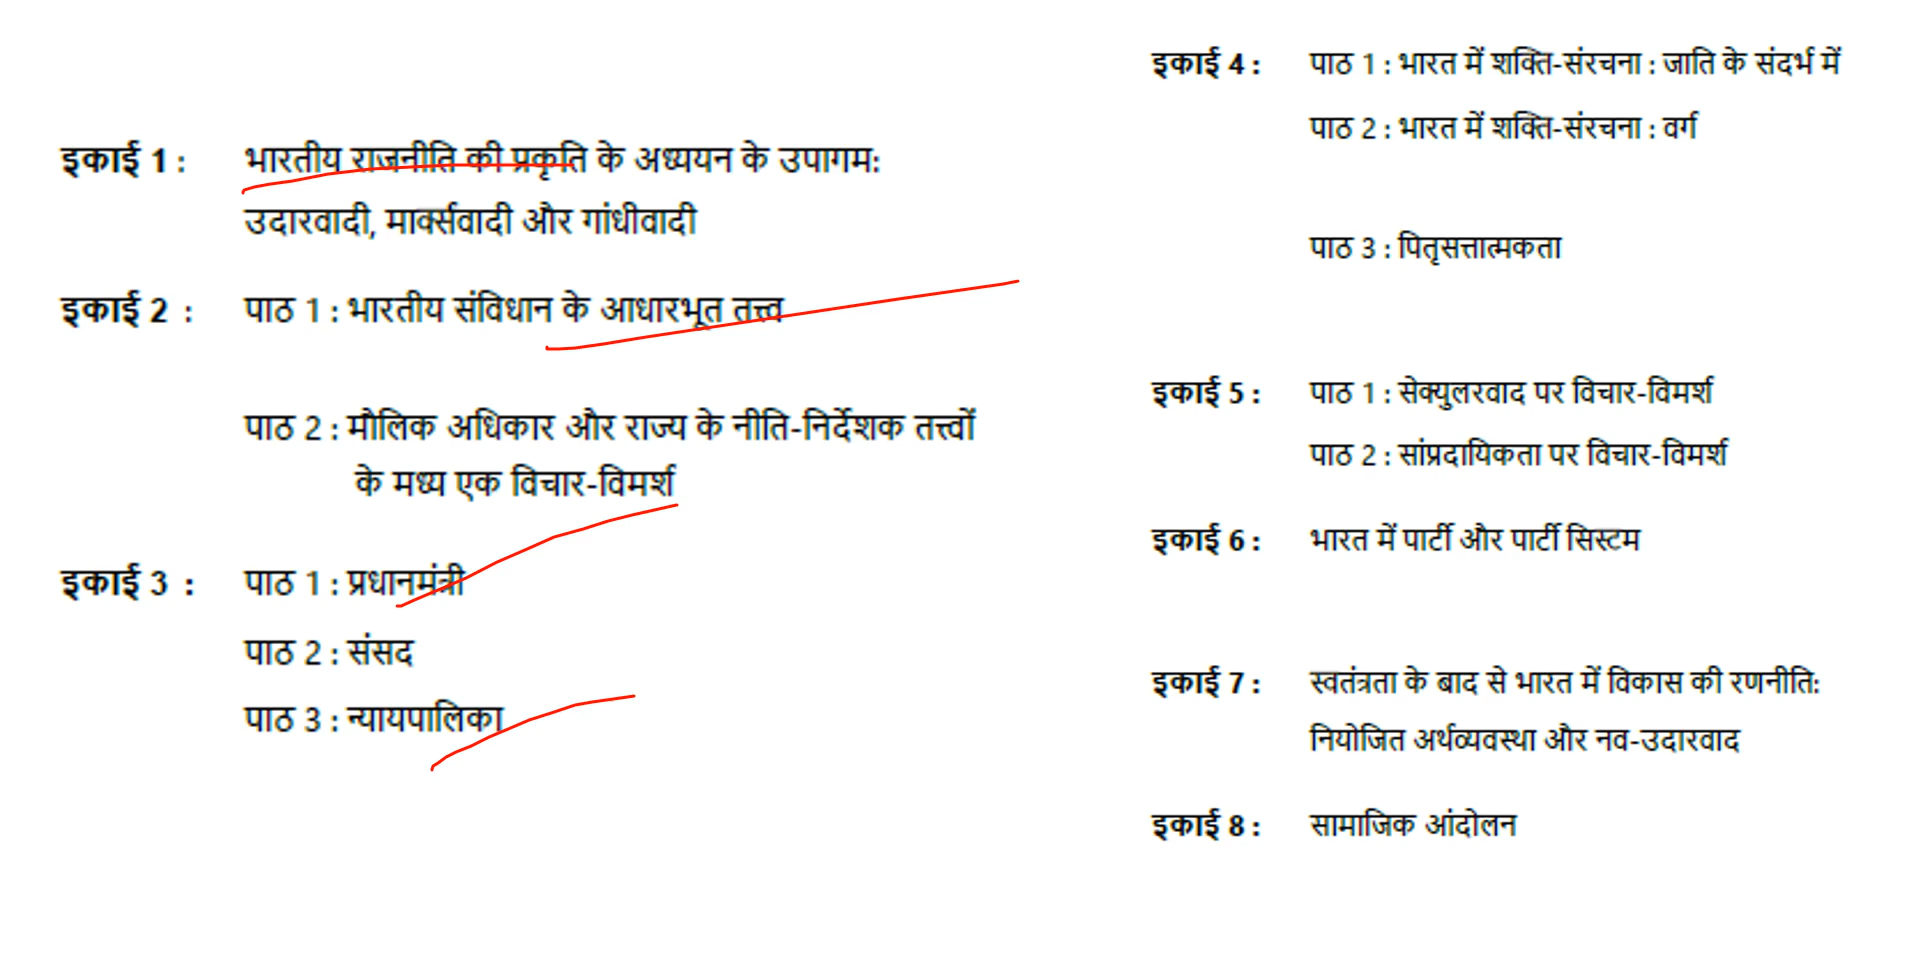 इकाई 1 : भारतीय राजनीति की प्रकृति के अध्ययन के उपागम:
उदारवादी, मार्क्सवादी और गांधीवादी
इकाई 2 : पाठ 1 : भारतीय संविधान के आधारभूत तत्त्व
पाठ 2 : मौलिक अधिकार और राज्य के नीति-निर्देशक तत्त्वों
के मध्य एक विचार-विमर्श
इकाई 3 : पाठ 1 : प्रधानमंत्री
पाठ 2 : संसद
पाठ 3 : न्यायपालिका
इकाई 4 : पाठ 1 : भारत में शक्ति-संरचना : जाति के संदर्भ में
पाठ 2 : भारत में शक्ति-संरचना : वर्ग
पाठ 3 : पितृसत्तात्मकता
इकाई 5 : पाठ 1 : सेक्युलरवाद पर विचार-विमर्श
पाठ 2 : सांप्रदायिकता पर विचार-विमर्श
इकाई 6 : भारत में पार्टी और पार्टी सिस्टम
इकाई 7 : स्वतंत्रता के बाद से भारत में विकास की रणनीति:
नियोजित अर्थव्यवस्था और नव-उदारवाद
इकाई 8 : सामाजिक आंदोलन